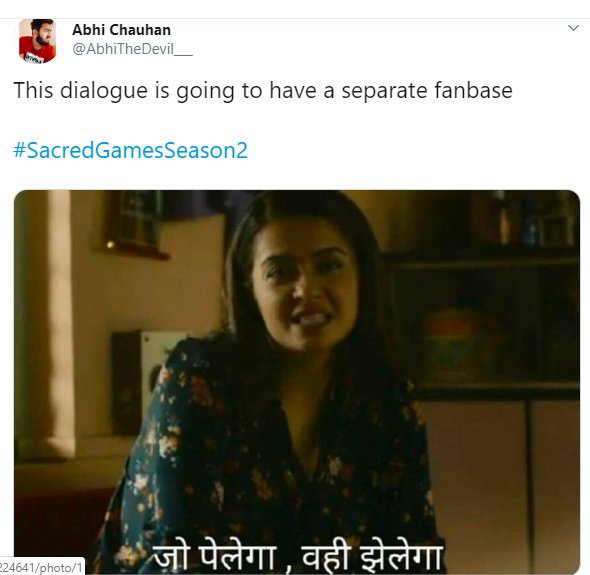 Abhi Chauhan
@AbhiTheDevil___
This dialogue is going to have a separate fanbase
#SacredGamesSeason2
जो पेलेगा , वही झेलेगा
224641/photo/1